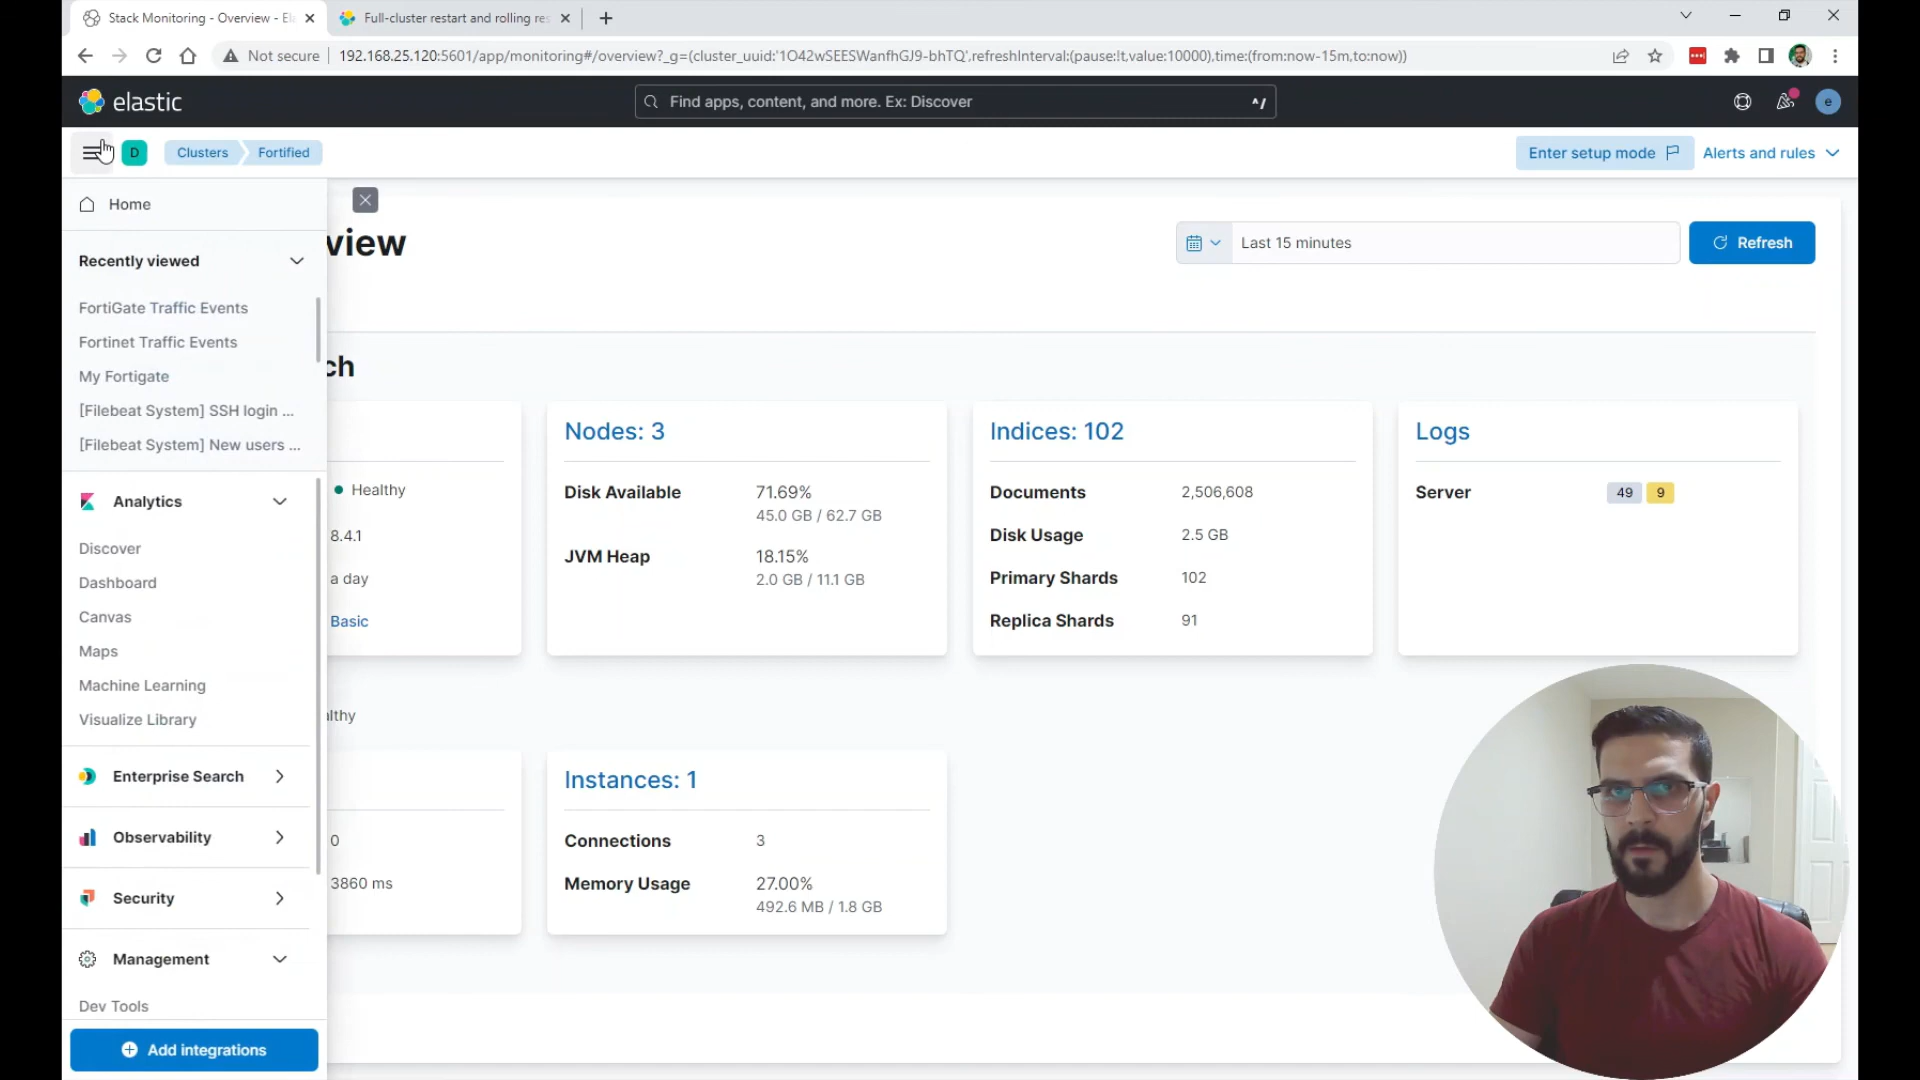 Stack Monitoring - Overview - El
Full-cluster restart and rolling res
Not secure
192.168.25.120:5601/app/monitoring#/overview?_g=(cluster_uuid:'1O42wSEESWanfhGJ9-bhTQ',refreshInterval:(pause:!t,value:10000),time:(from:now-15m,to:now))
elastic
Find apps, content, and more. Ex: Discover
^/
e
D
Clusters
Fortified
Enter setup mode
Alerts and rules
Home
Recently viewed
FortiGate Traffic Events
Fortinet Traffic Events
My Fortigate
[Filebeat System] SSH login ...
[Filebeat System] New users ...
Analytics
Discover
Dashboard
Canvas
Maps
Machine Learning
Visualize Library
Enterprise Search
Observability
Security
Management
Dev Tools
Add integrations
view
Last 15 minutes
Refresh
ch
Healthy
8.4.1
a day
Basic
Nodes: 3
Disk Available
71.69%
45.0 GB / 62.7 GB
JVM Heap
18.15%
2.0 GB / 11.1 GB
Indices: 102
Documents
2,506,608
Disk Usage
2.5 GB
Primary Shards
102
Replica Shards
91
Logs
Server
49
9
lthy
0
3860 ms
Instances: 1
Connections
3
Memory Usage
27.00%
492.6 MB / 1.8 GB